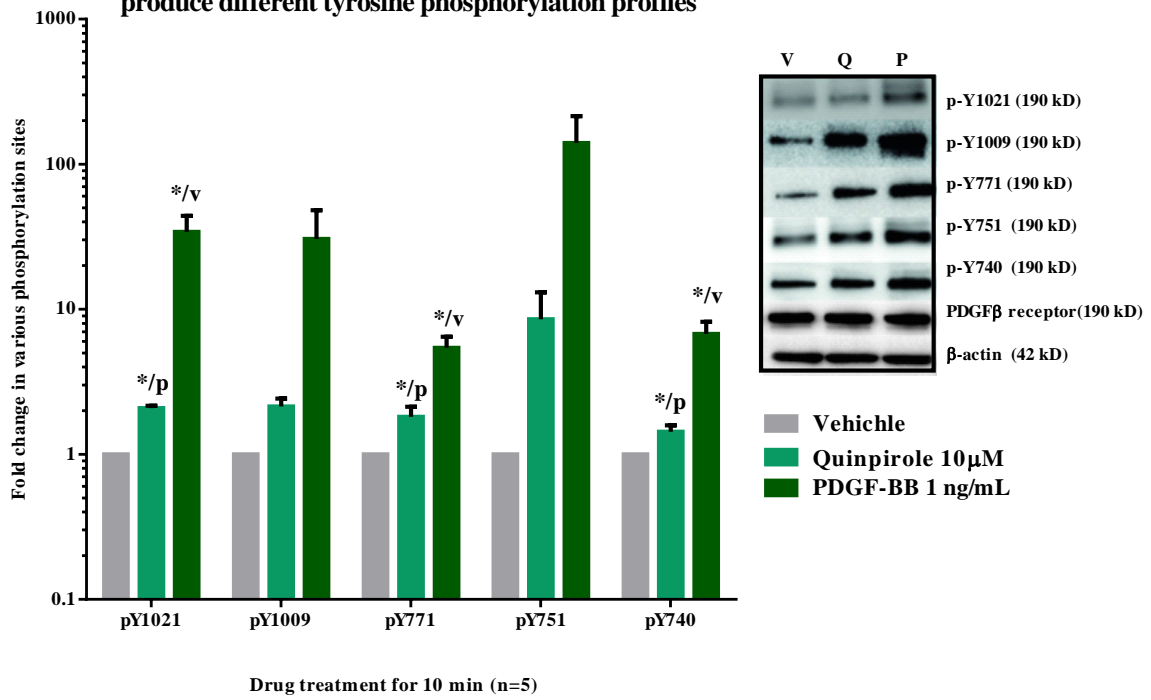 produce different tyrosine phosphorylation profiles
1000
100
10
1
0.1
Fold change in various phosphorylation sites
*/p
*/v
*/p
*/v
*/p
*/v
pY1021
pY1009
pY771
pY751
pY740
Drug treatment for 10 min (n=5)
V Q P
p-Y1021 (190 kD)
p-Y1009 (190 kD)
p-Y771 (190 kD)
p-Y751 (190 kD)
p-Y740 (190 kD)
PDGFβ receptor(190 kD)
β-actin (42 kD)
Vehichle
Quinpirole 10μM
PDGF-BB 1 ng/mL